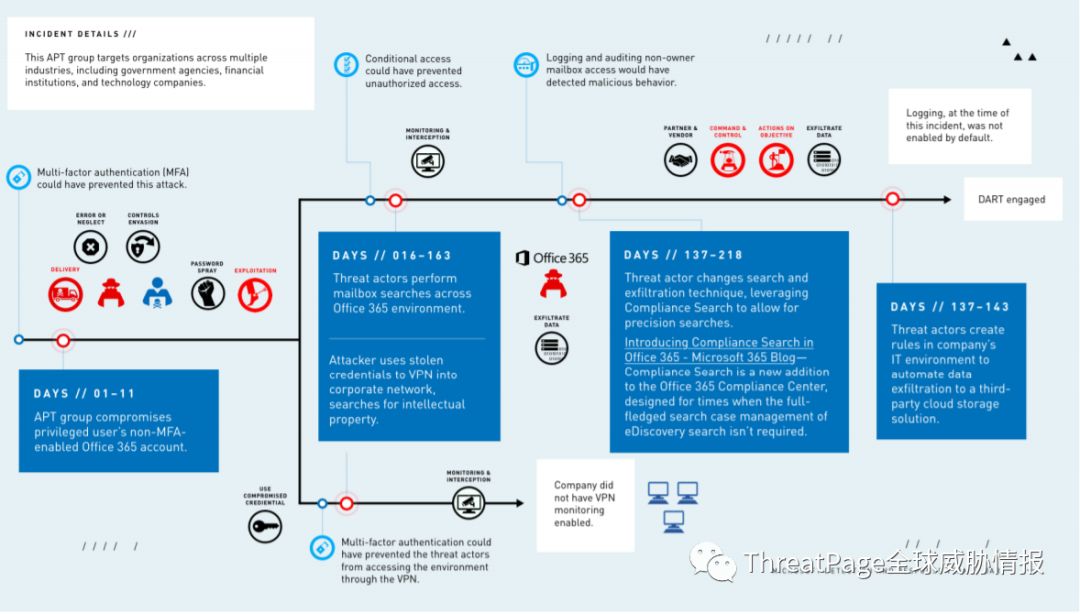 INCIDENT DETAILS ///
This APT group targets organizations across multiple
industries, including government agencies, financial
institutions, and technology companies.
Conditional access
could have prevented
unauthorized access.
Logging and auditing non-owner
mailbox access would have
detected malicious behavior.
///// //
Logging, at the time of
this incident, was not
enabled by default.
MONITORING &
INTERCEPTION
PARTNER &
VENDOR
COMMAND &
CONTROL
ACTIONS ON
OBJECTIVE
EXFILTRATE
DATA
Multi-factor authentication (MFA)
could have prevented this attack.
DART engaged
ERROR OR
NEGLECT
CONTROLS
ENVASION
DELIVERY
PASSWORD
SPRAY
EXPLOITATION
DAYS // 01–11
APT group compromises
privileged user's non-MFA-
enabled Office 365 account.
DAYS // 016–163
Threat actors perform
mailbox searches across
Office 365 environment.
Attacker uses stolen
credentials to VPN into
corporate network,
searches for intellectual
property.
Office 365
EXFILTRATE
DATA
DAYS // 137–218
Threat actor changes search and
exfiltration technique, leveraging
Compliance Search to allow for
precision searches.
Introducing Compliance Search in
Office 365 - Microsoft 365 Blog—
Compliance Search is a new addition
to the Office 365 Compliance Center,
designed for times when the full-
fledged search case management of
eDiscovery search isn't required.
DAYS // 137–143
Threat actors create
rules in company's
IT environment to
automate data
exfiltration to a third-
party cloud storage
solution.
USE
COMPROMISED
CREDENTIAL
MONITORING &
INTERCEPTION
Company did
not have VPN
monitoring
enabled.
Multi-factor authentication could
have prevented the threat actors
from accessing the environment
through the VPN.
//// /
ThreatPage全球威胁情报